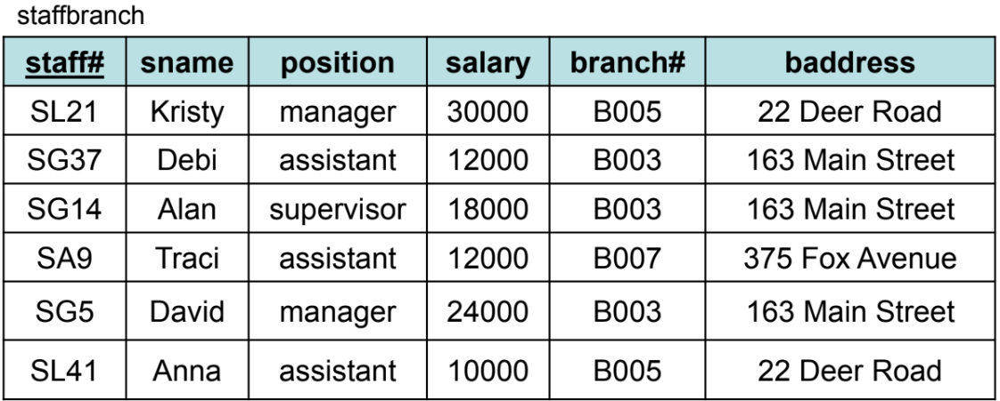 staffbranch
staff# sname position salary branch# baddress
SL21 Kristy manager 30000 B005 22 Deer Road
SG37 Debi assistant 12000 B003 163 Main Street
SG14 Alan supervisor 18000 B003 163 Main Street
SA9 Traci assistant 12000 B007 375 Fox Avenue
SG5 David manager 24000 B003 163 Main Street
SL41 Anna assistant 10000 B005 22 Deer Road